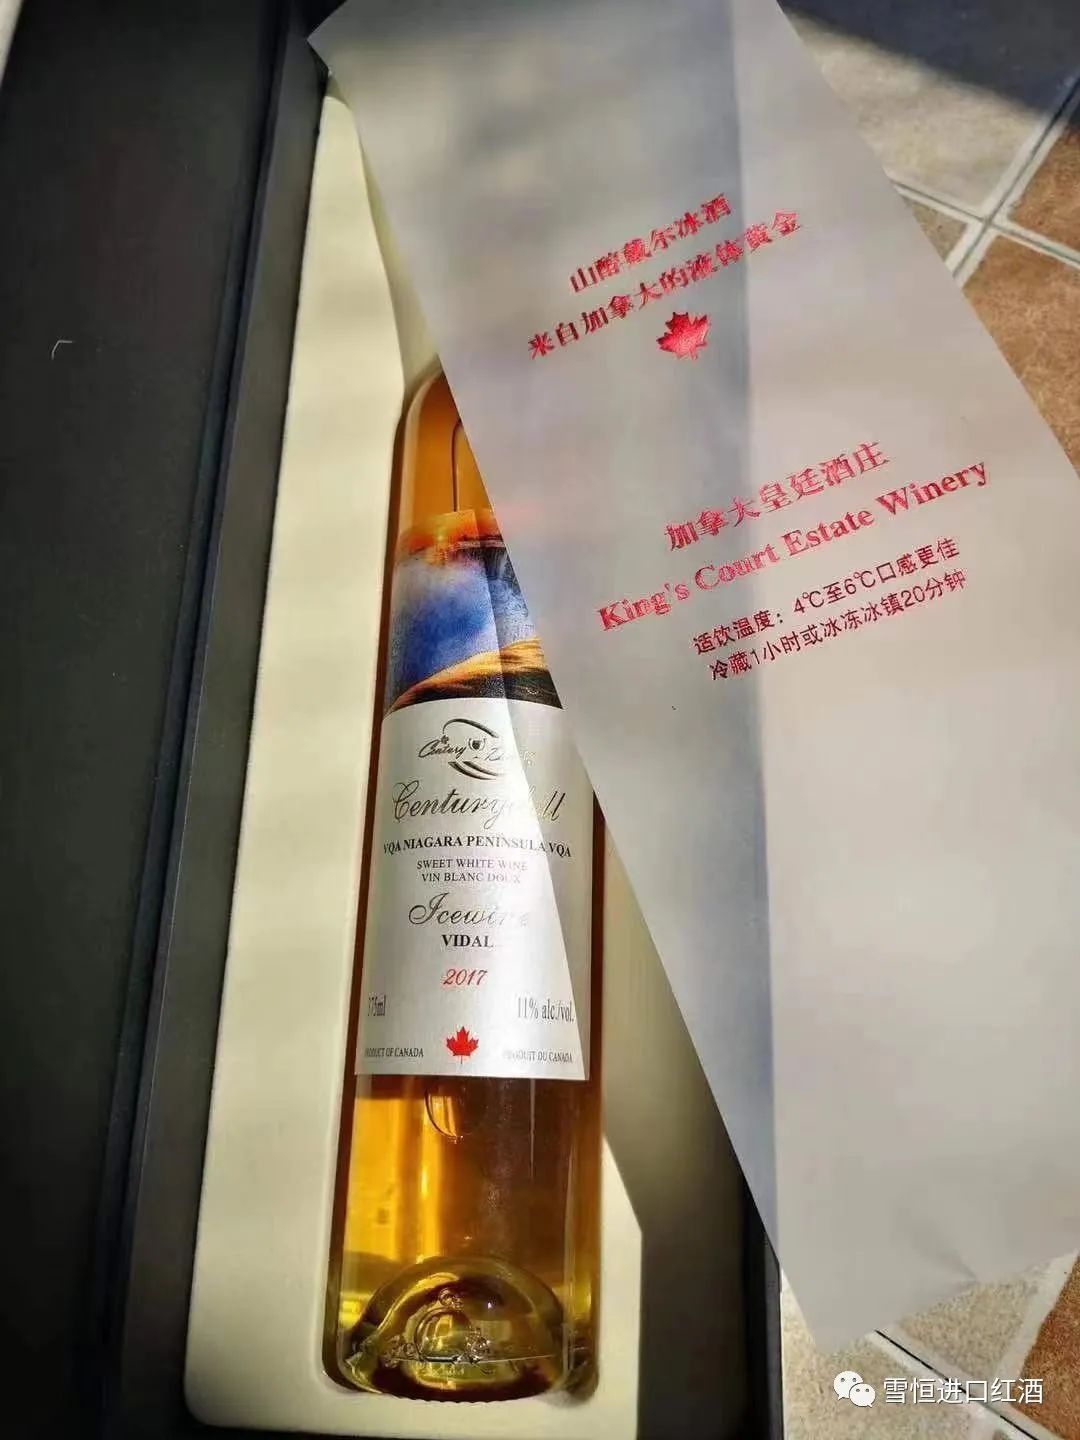 山醇戴尔冰酒
来自加拿大的液体黄金
加拿大皇廷酒庄
King's Court Estate Winery
适饮温度：4℃至6℃口感更佳
冷藏1小时或冰冻冰镇20分钟
Century
Century
VQA NIAGARA PENINSULA VQA
SWEET WHITE WINE
VIN BLANC DOUX
Icewine
VIDAL
2017
375ml 11% alc./vol.
PRODUCT OF CANADA PRODUIT DU CANADA
雪恒进口红酒